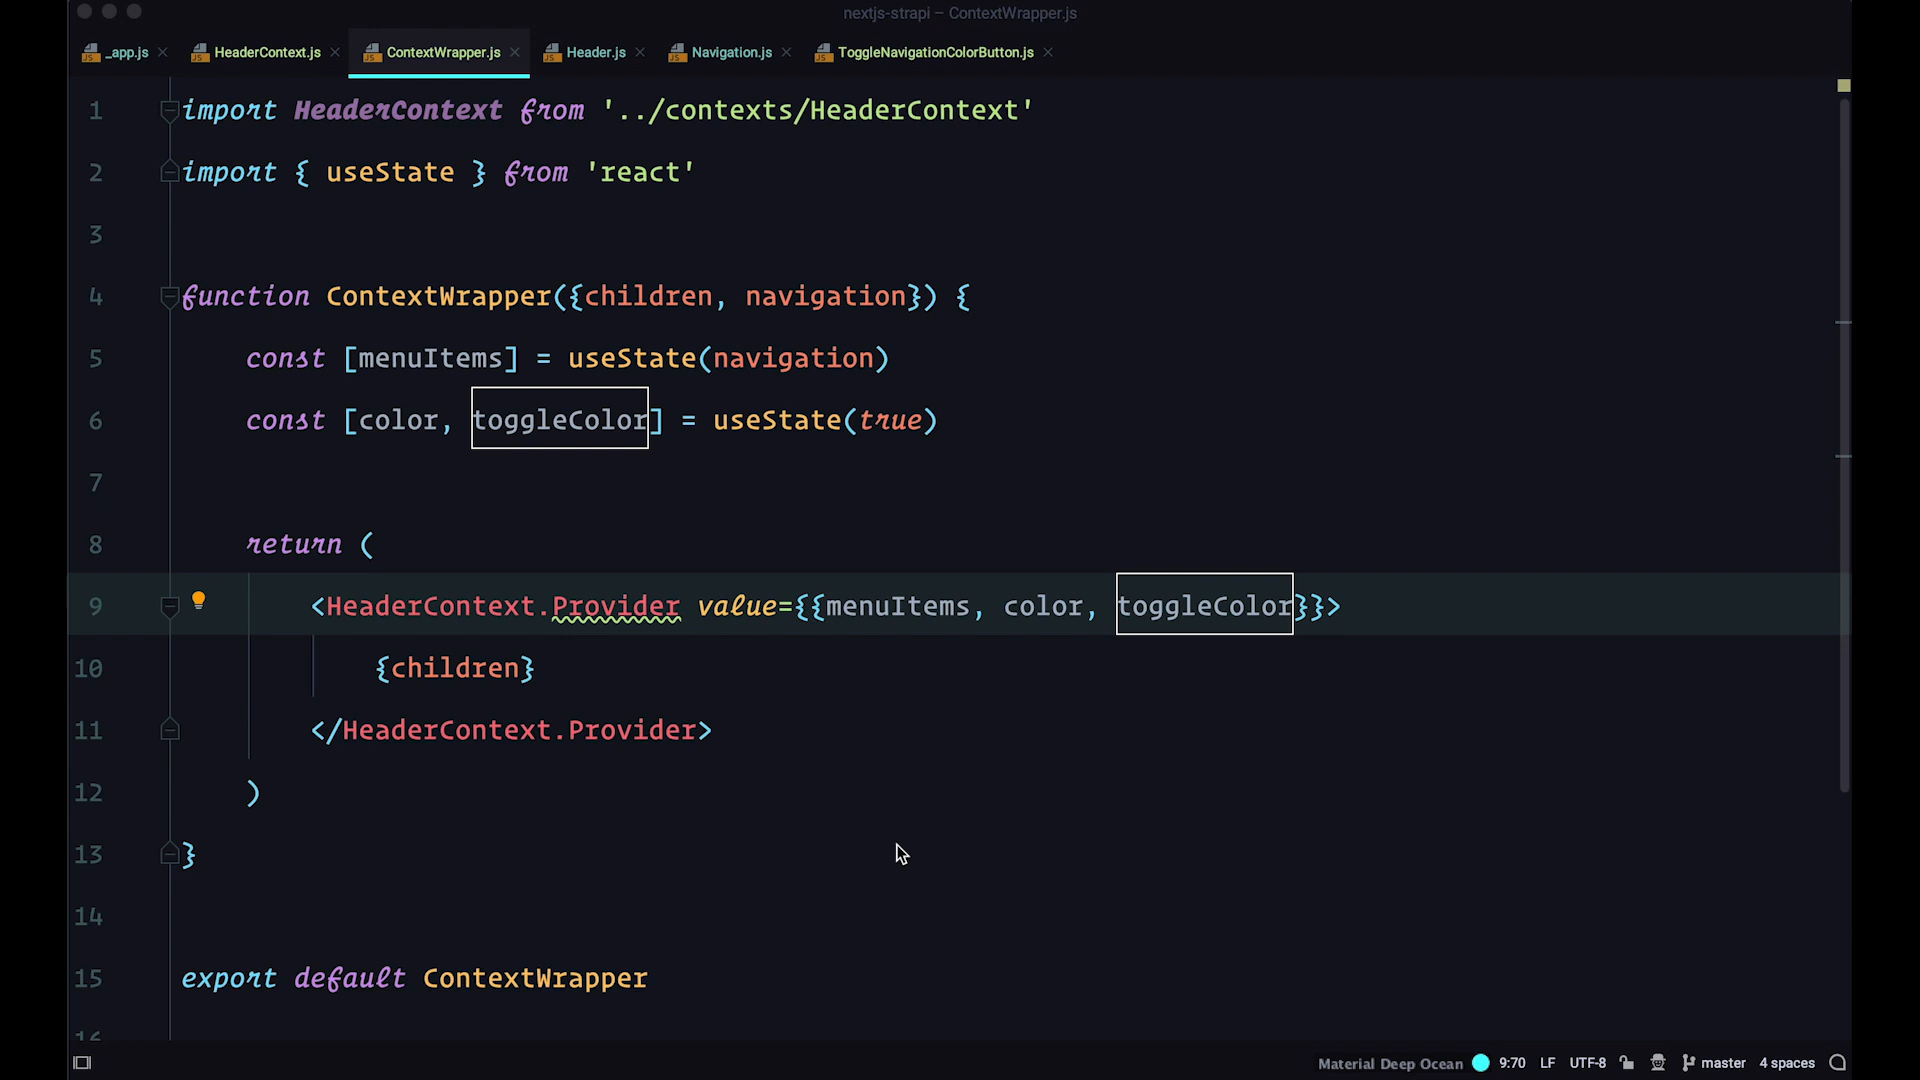 nextjs-strapi – ContextWrapper.js
_app.js HeaderContext.js ContextWrapper.js Header.js Navigation.js ToggleNavigationColorButton.js
1 import HeaderContext from '../contexts/HeaderContext'
2 import { useState } from 'react'
3
4 function ContextWrapper({children, navigation}) {
5 const [menuItems] = useState(navigation)
6 const [color, toggleColor] = useState(true)
7
8 return (
9 <HeaderContext.Provider value={{menuItems, color, toggleColor}}>
10 {children}
11 </HeaderContext.Provider>
12 )
13 }
14
15 export default ContextWrapper
16
Material Deep Ocean 9:70 LF UTF-8 master 4 spaces